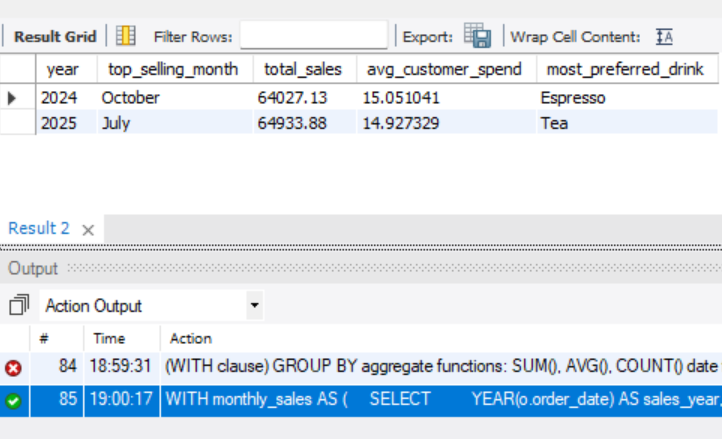 Result Grid Filter Rows: Export: Wrap Cell Content: IA
year top_selling_month total_sales avg_customer_spend most_preferred_drink
2024 October 64027.13 15.051041 Espresso
2025 July 64933.88 14.927329 Tea
Result 2 ×
Output
Action Output
# Time Action
84 18:59:31 (WITH clause) GROUP BY aggregate functions: SUM(), AVG(), COUNT() date
85 19:00:17 WITH monthly_sales AS ( SELECT YEAR(o.order_date) AS sales_year,